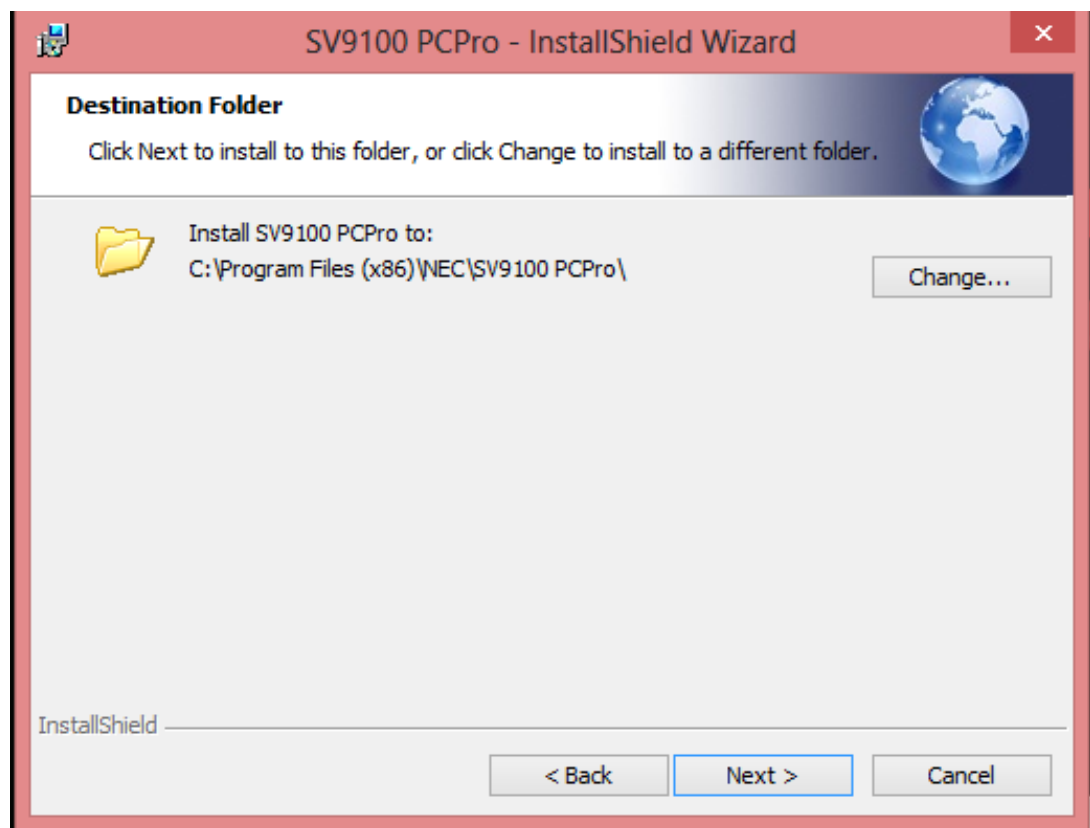 SV9100 PCPro - InstallShield Wizard
Destination Folder
Click Next to install to this folder, or click Change to install to a different folder.
Install SV9100 PCPro to:
C:\Program Files (x86)\NEC\SV9100 PCPro\
Change...
InstallShield
< Back
Next >
Cancel